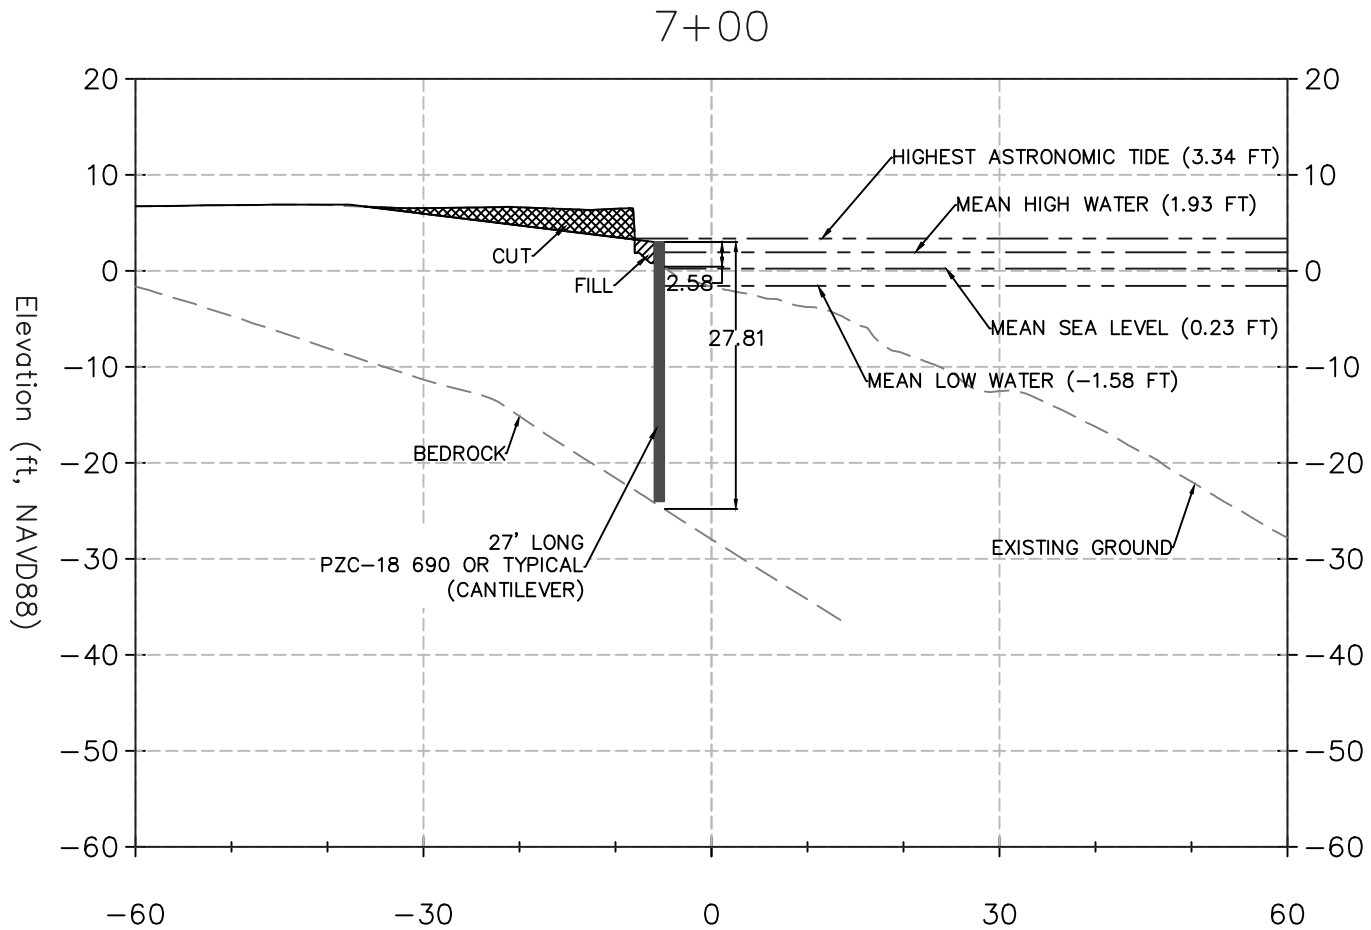 7+00
20
20
HIGHEST ASTRONOMIC TIDE (3.34 FT)
10
10
MEAN HIGH WATER (1.93 FT)
CUT
0
0
FILL
2.58
MEAN SEA LEVEL (0.23 FT)
27.81
−10
−10
MEAN LOW WATER (−1.58 FT)
BEDROCK
−20
−20
27' LONG
PZC−18 690 OR TYPICAL
(CANTILEVER)
EXISTING GROUND
−30
−30
−40
−40
−50
−50
−60
−60
−60
−30
0
30
60
Elevation (ft, NAVD88)